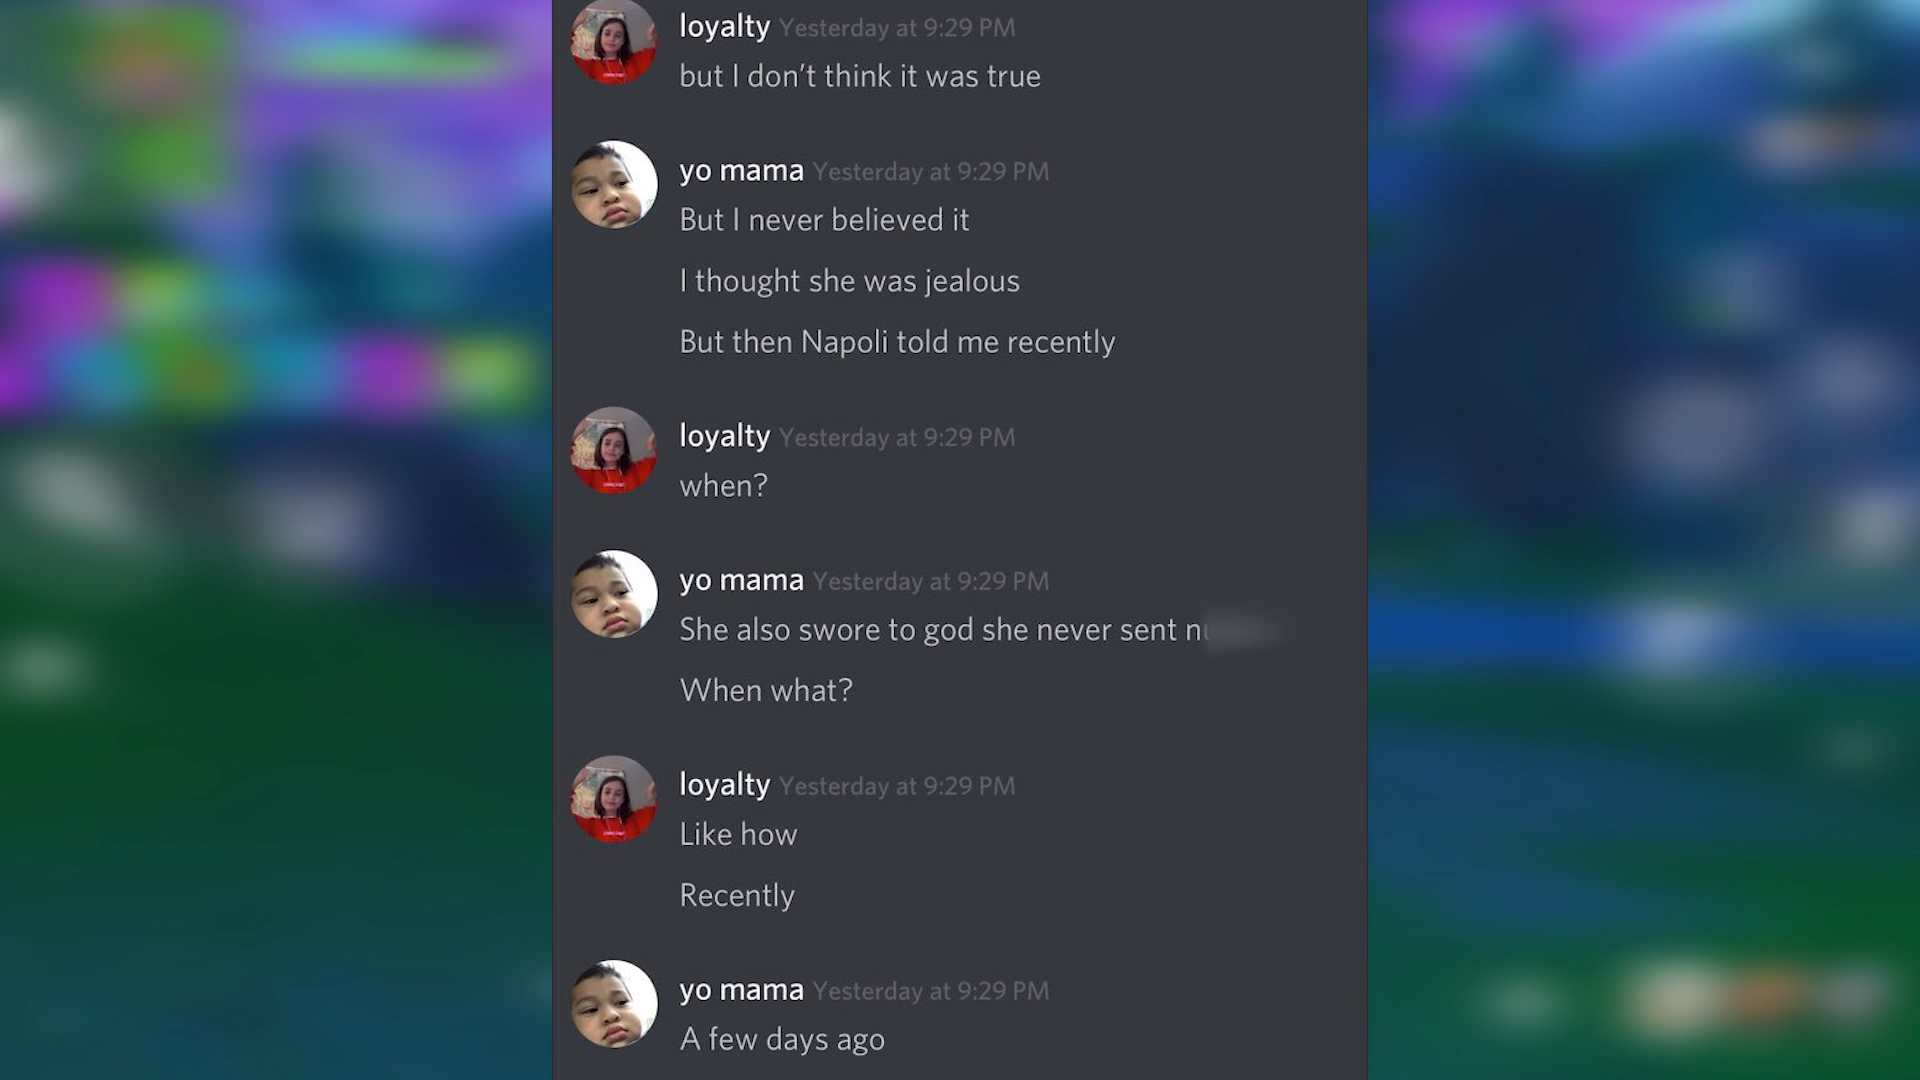 loyalty Yesterday at 9:29 PM
but I don't think it was true
yo mama Yesterday at 9:29 PM
But I never believed it
I thought she was jealous
But then Napoli told me recently
loyalty Yesterday at 9:29 PM
when?
yo mama Yesterday at 9:29 PM
She also swore to god she never sent
When what?
loyalty Yesterday at 9:29 PM
Like how
Recently
yo mama Yesterday at 9:29 PM
A few days ago